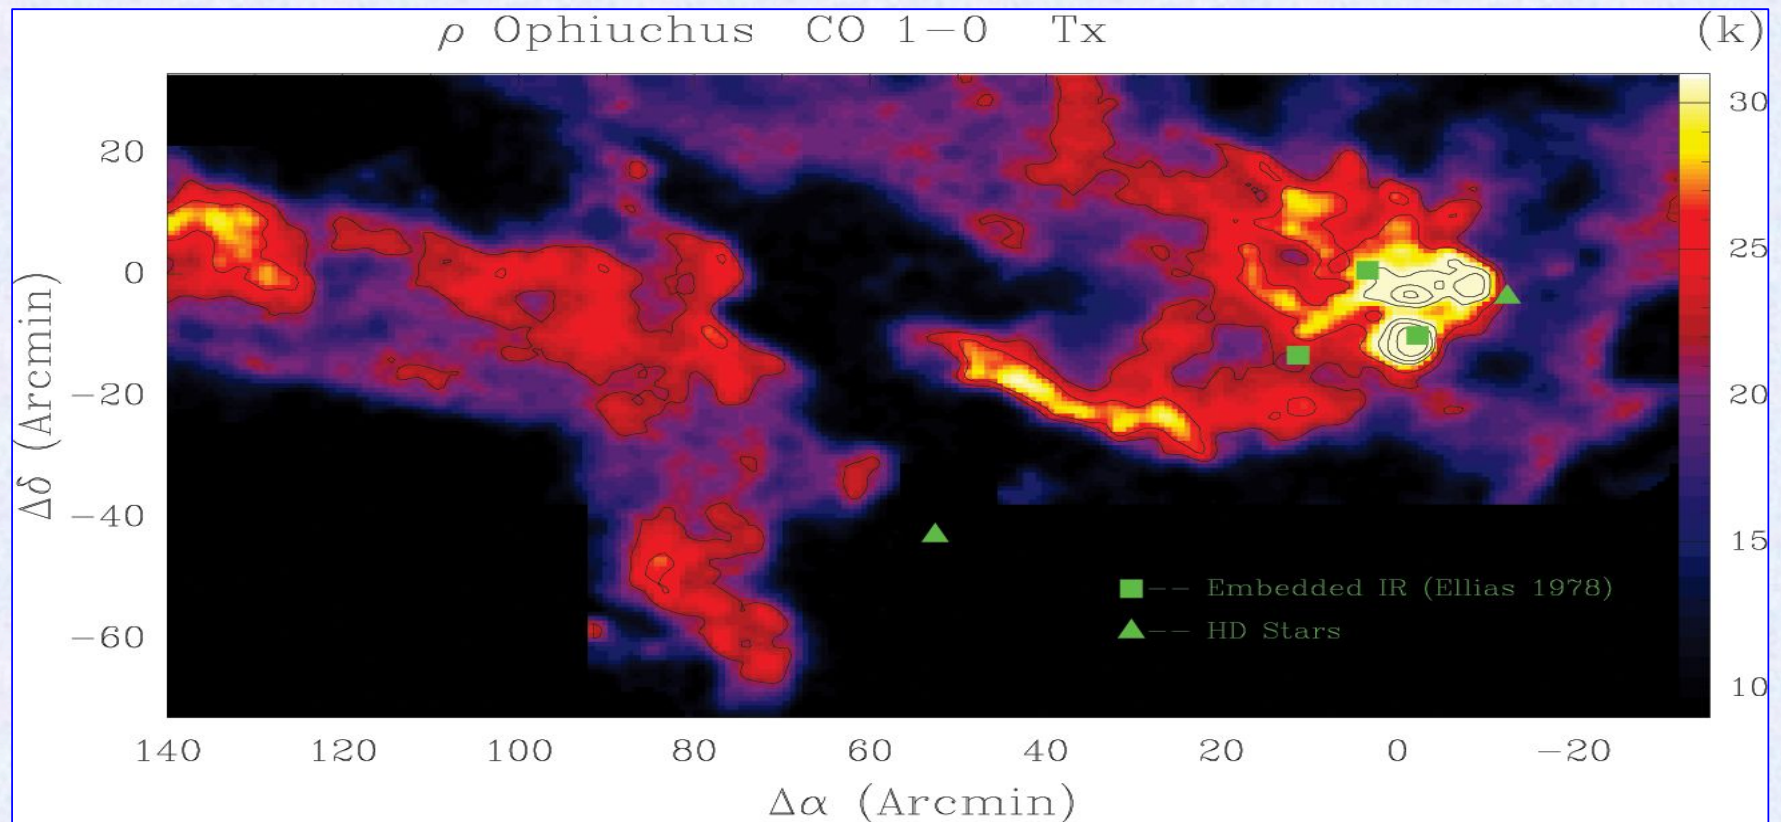 ρ Ophiuchus CO 1−0 Tx (k)
30
25
20
15
10
20
0
−20
−40
−60
Δδ (Arcmin)
■−− Embedded IR (Ellias 1978)
▲−− HD Stars
140 120 100 80 60 40 20 0 −20
Δα (Arcmin)